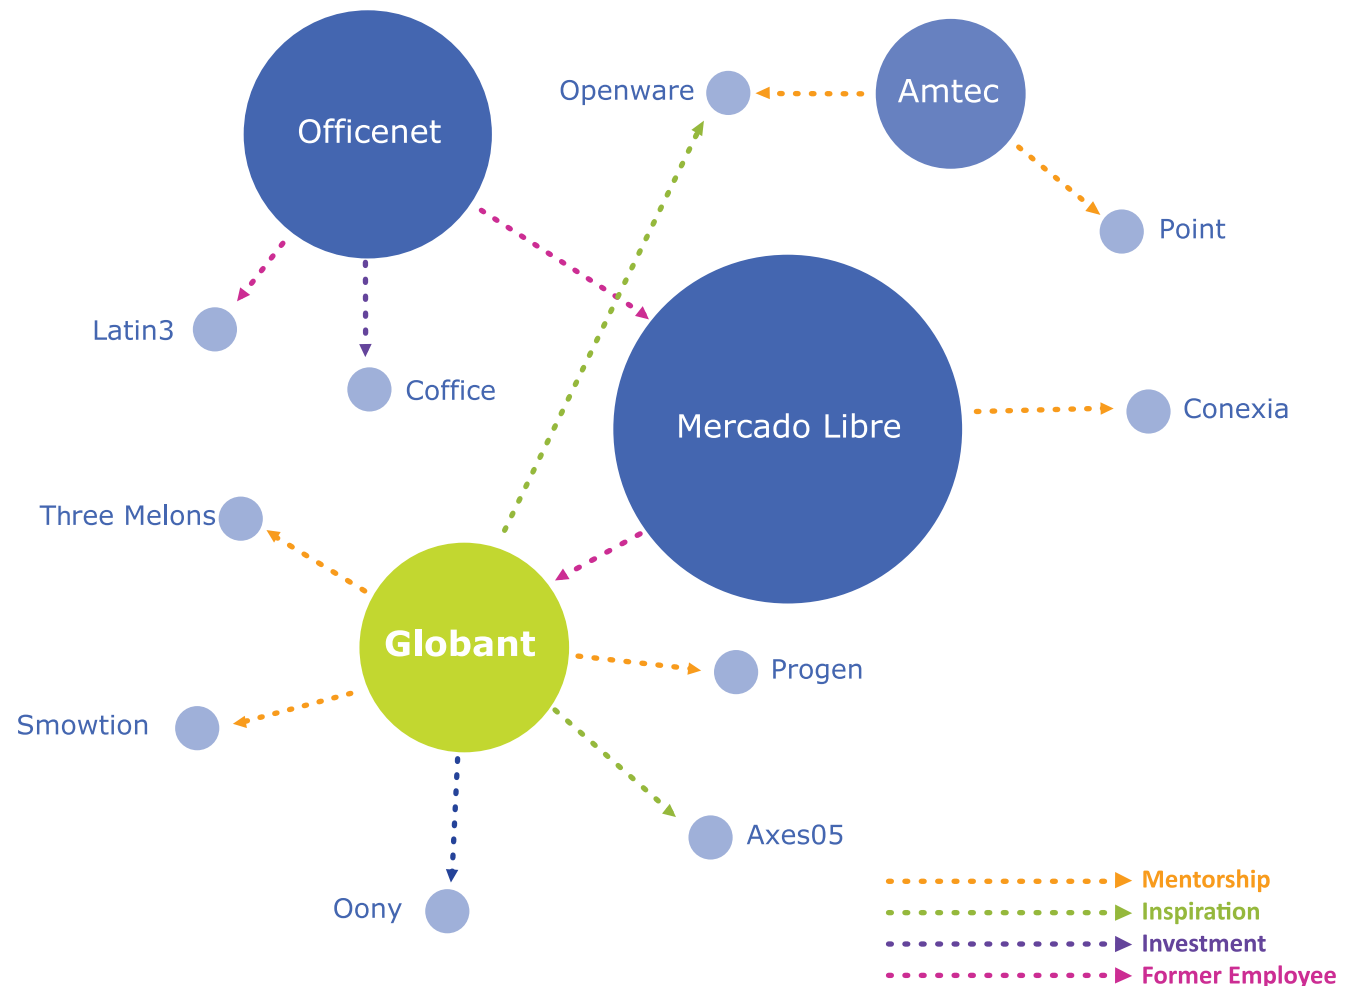 Officenet
Openware
Amtec
Point
Latin3
Coffice
Mercado Libre
Conexia
Three Melons
Globant
Progen
Smowtion
Axes05
Oony
Mentorship
Inspiration
Investment
Former Employee